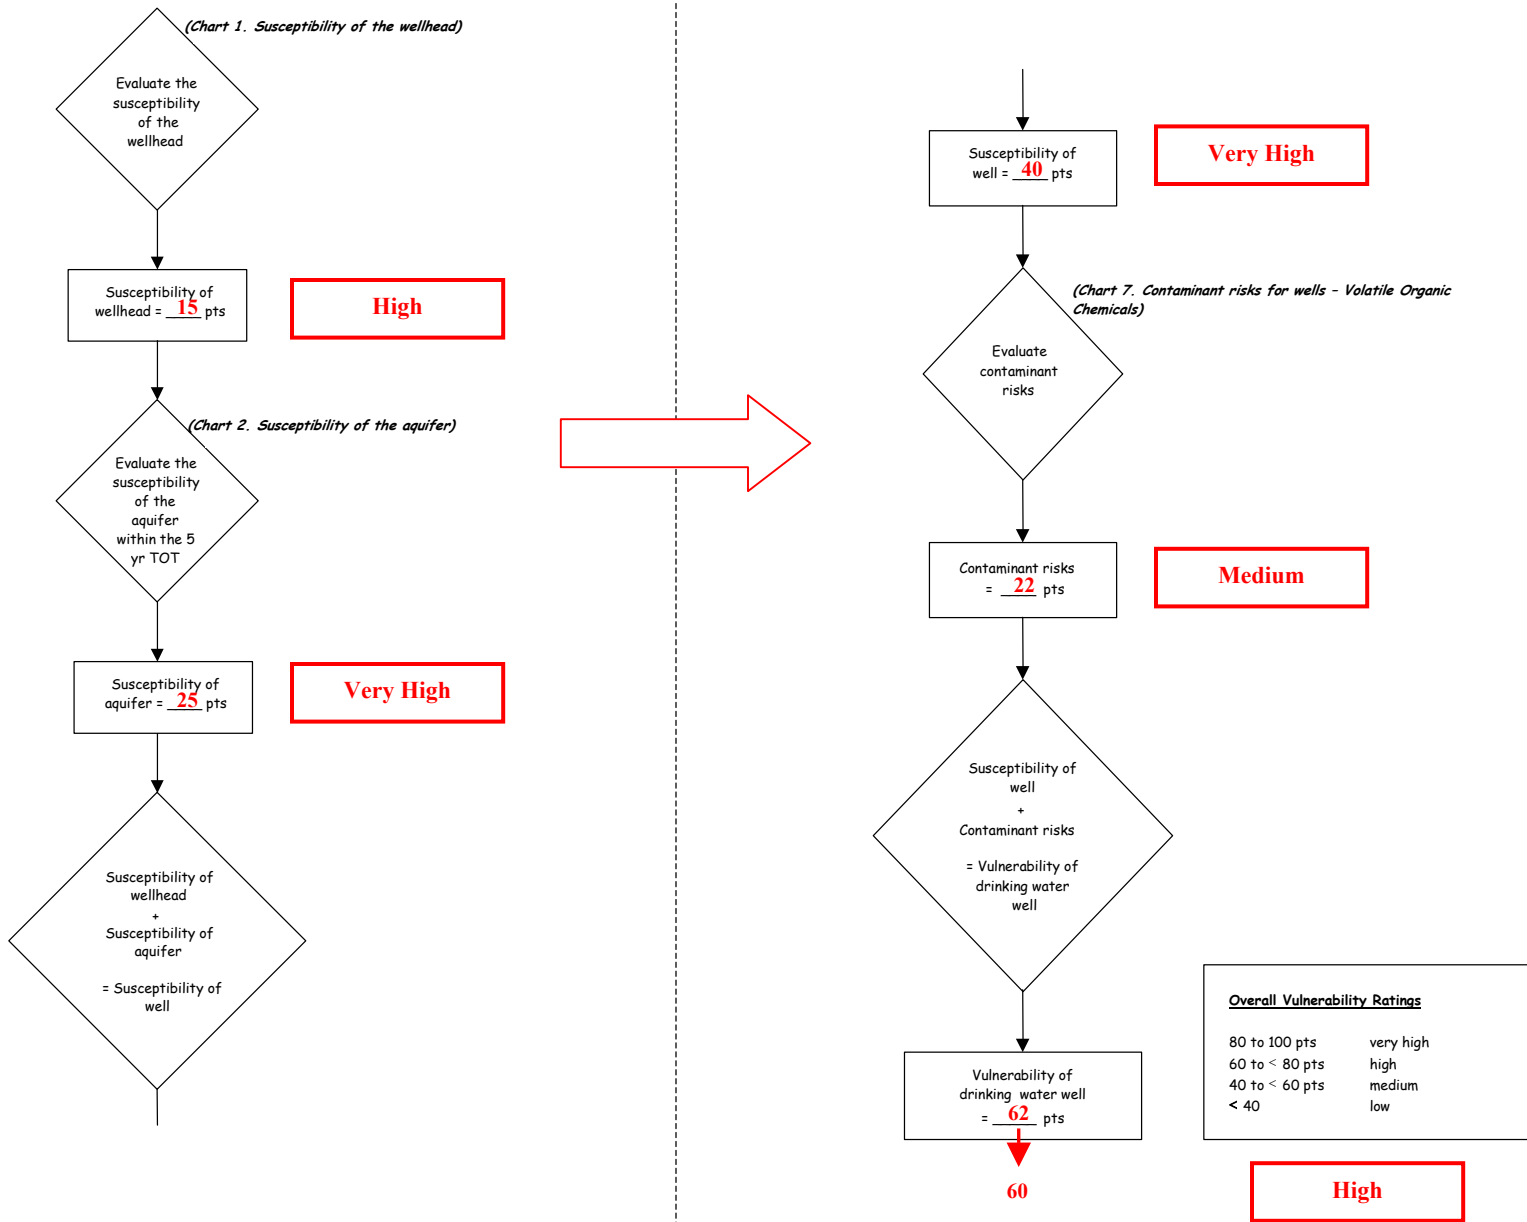 (Chart 1. Susceptibility of the wellhead)
Evaluate the
susceptibility
of the
wellhead
Susceptibility of
wellhead = 15 pts
High
(Chart 2. Susceptibility of the aquifer)
Evaluate the
susceptibility
of the
aquifer
within the 5
yr TOT
Susceptibility of
aquifer = 25 pts
Very High
Susceptibility of
wellhead
+
Susceptibility of
aquifer
= Susceptibility of
well
Susceptibility of
well = 40 pts
Very High
(Chart 7. Contaminant risks for wells – Volatile Organic
Chemicals)
Evaluate
contaminant
risks
Contaminant risks
= 22 pts
Medium
Susceptibility of
well
+
Contaminant risks
= Vulnerability of
drinking water
well
Vulnerability of
drinking water well
= 62 pts
60
Overall Vulnerability Ratings
80 to 100 pts very high
60 to < 80 pts high
40 to < 60 pts medium
< 40 low
High